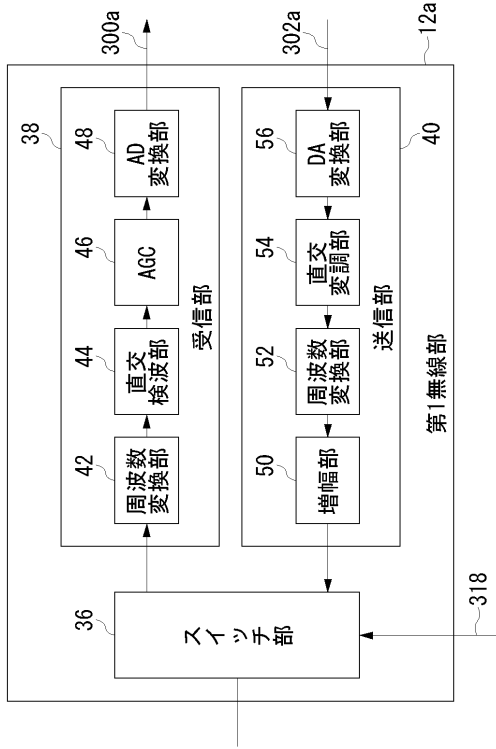 12a
300a
38
48
AD
変換部
46
AGC
44
直交
検波部
42
周波数
変換部
受信部
36
スイッチ部
302a
40
56
DA
変換部
54
直交
変調部
52
周波数
変換部
50
増幅部
送信部
第1無線部
318